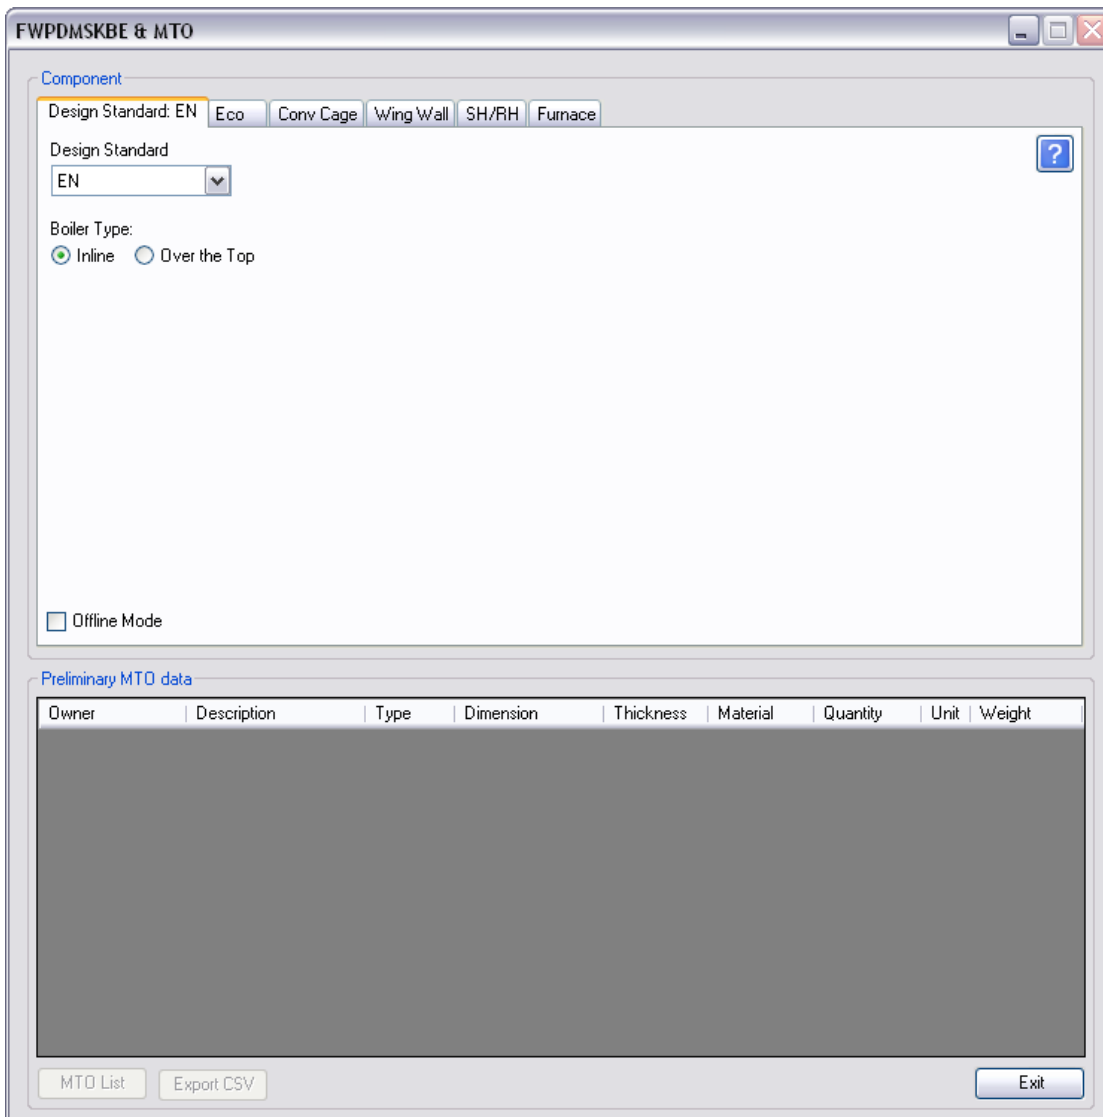 FWPDMSKBE & MTO
Component
Design Standard: EN Eco Conv Cage Wing Wall SH/RH Furnace
Design Standard
?
EN
Boiler Type:
Inline Over the Top
Offline Mode
Preliminary MTO data
Owner Description Type Dimension Thickness Material Quantity Unit Weight
MTO List Export CSV Exit